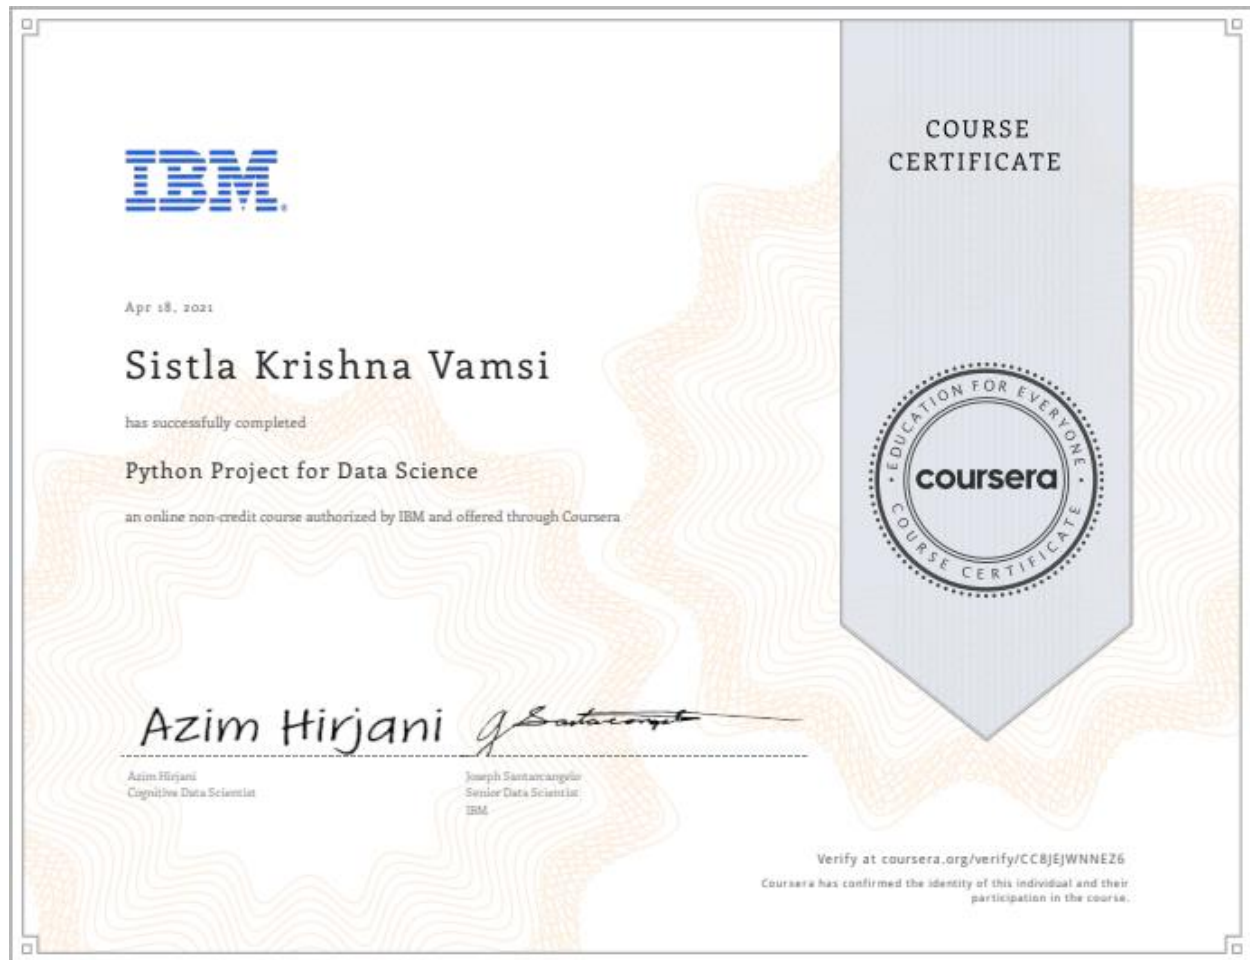 IBM®
Apr 18, 2021
Sistla Krishna Vamsi
has successfully completed
Python Project for Data Science
an online non-credit course authorized by IBM and offered through Coursera
Azim Hirjani
Azim Hirjani
Cognitive Data Scientist
J Santarcangelo
Joseph Santarcangelo
Senior Data Scientist
IBM
COURSE
CERTIFICATE
EDUCATION FOR EVERYONE
coursera
COURSE CERTIFICATE
Verify at coursera.org/verify/CC8JEJWNNEZ6
Coursera has confirmed the identity of this individual and their
participation in the course.